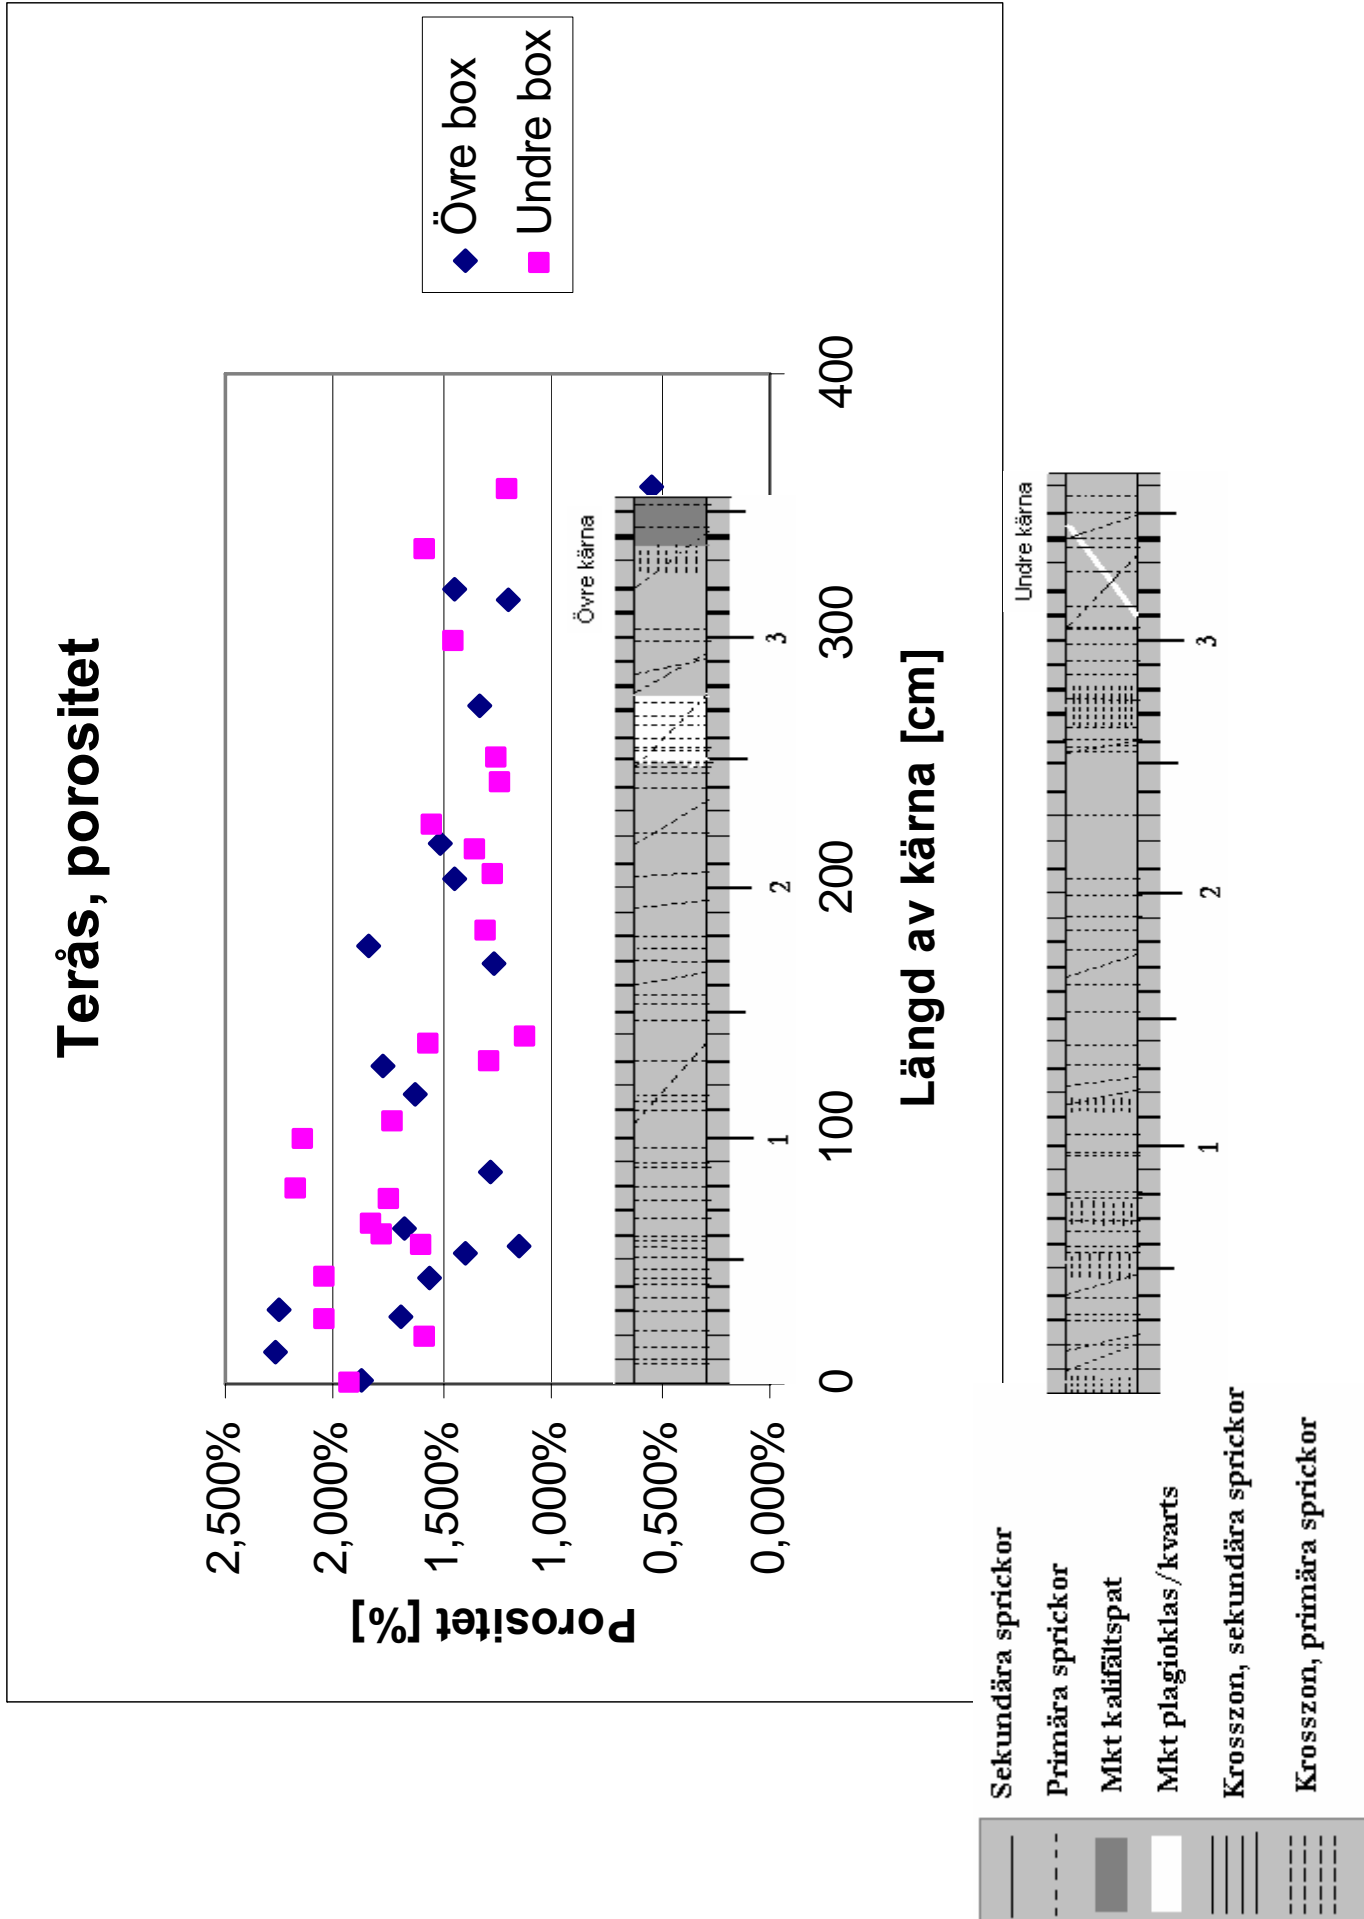 Terås, porositet
Övre box
Undre box
2,500%
2,000%
1,500%
1,000%
0,500%
0,000%
Porositet [%]
0
100
200
300
400
Längd av kärna [cm]
Övre kärna
1
2
3
Undre kärna
1
2
3
Sekundära sprickor
Primära sprickor
Mkt kalifältspat
Mkt plagioklas/kvarts
Krosszon, sekundära sprickor
Krosszon, primära sprickor